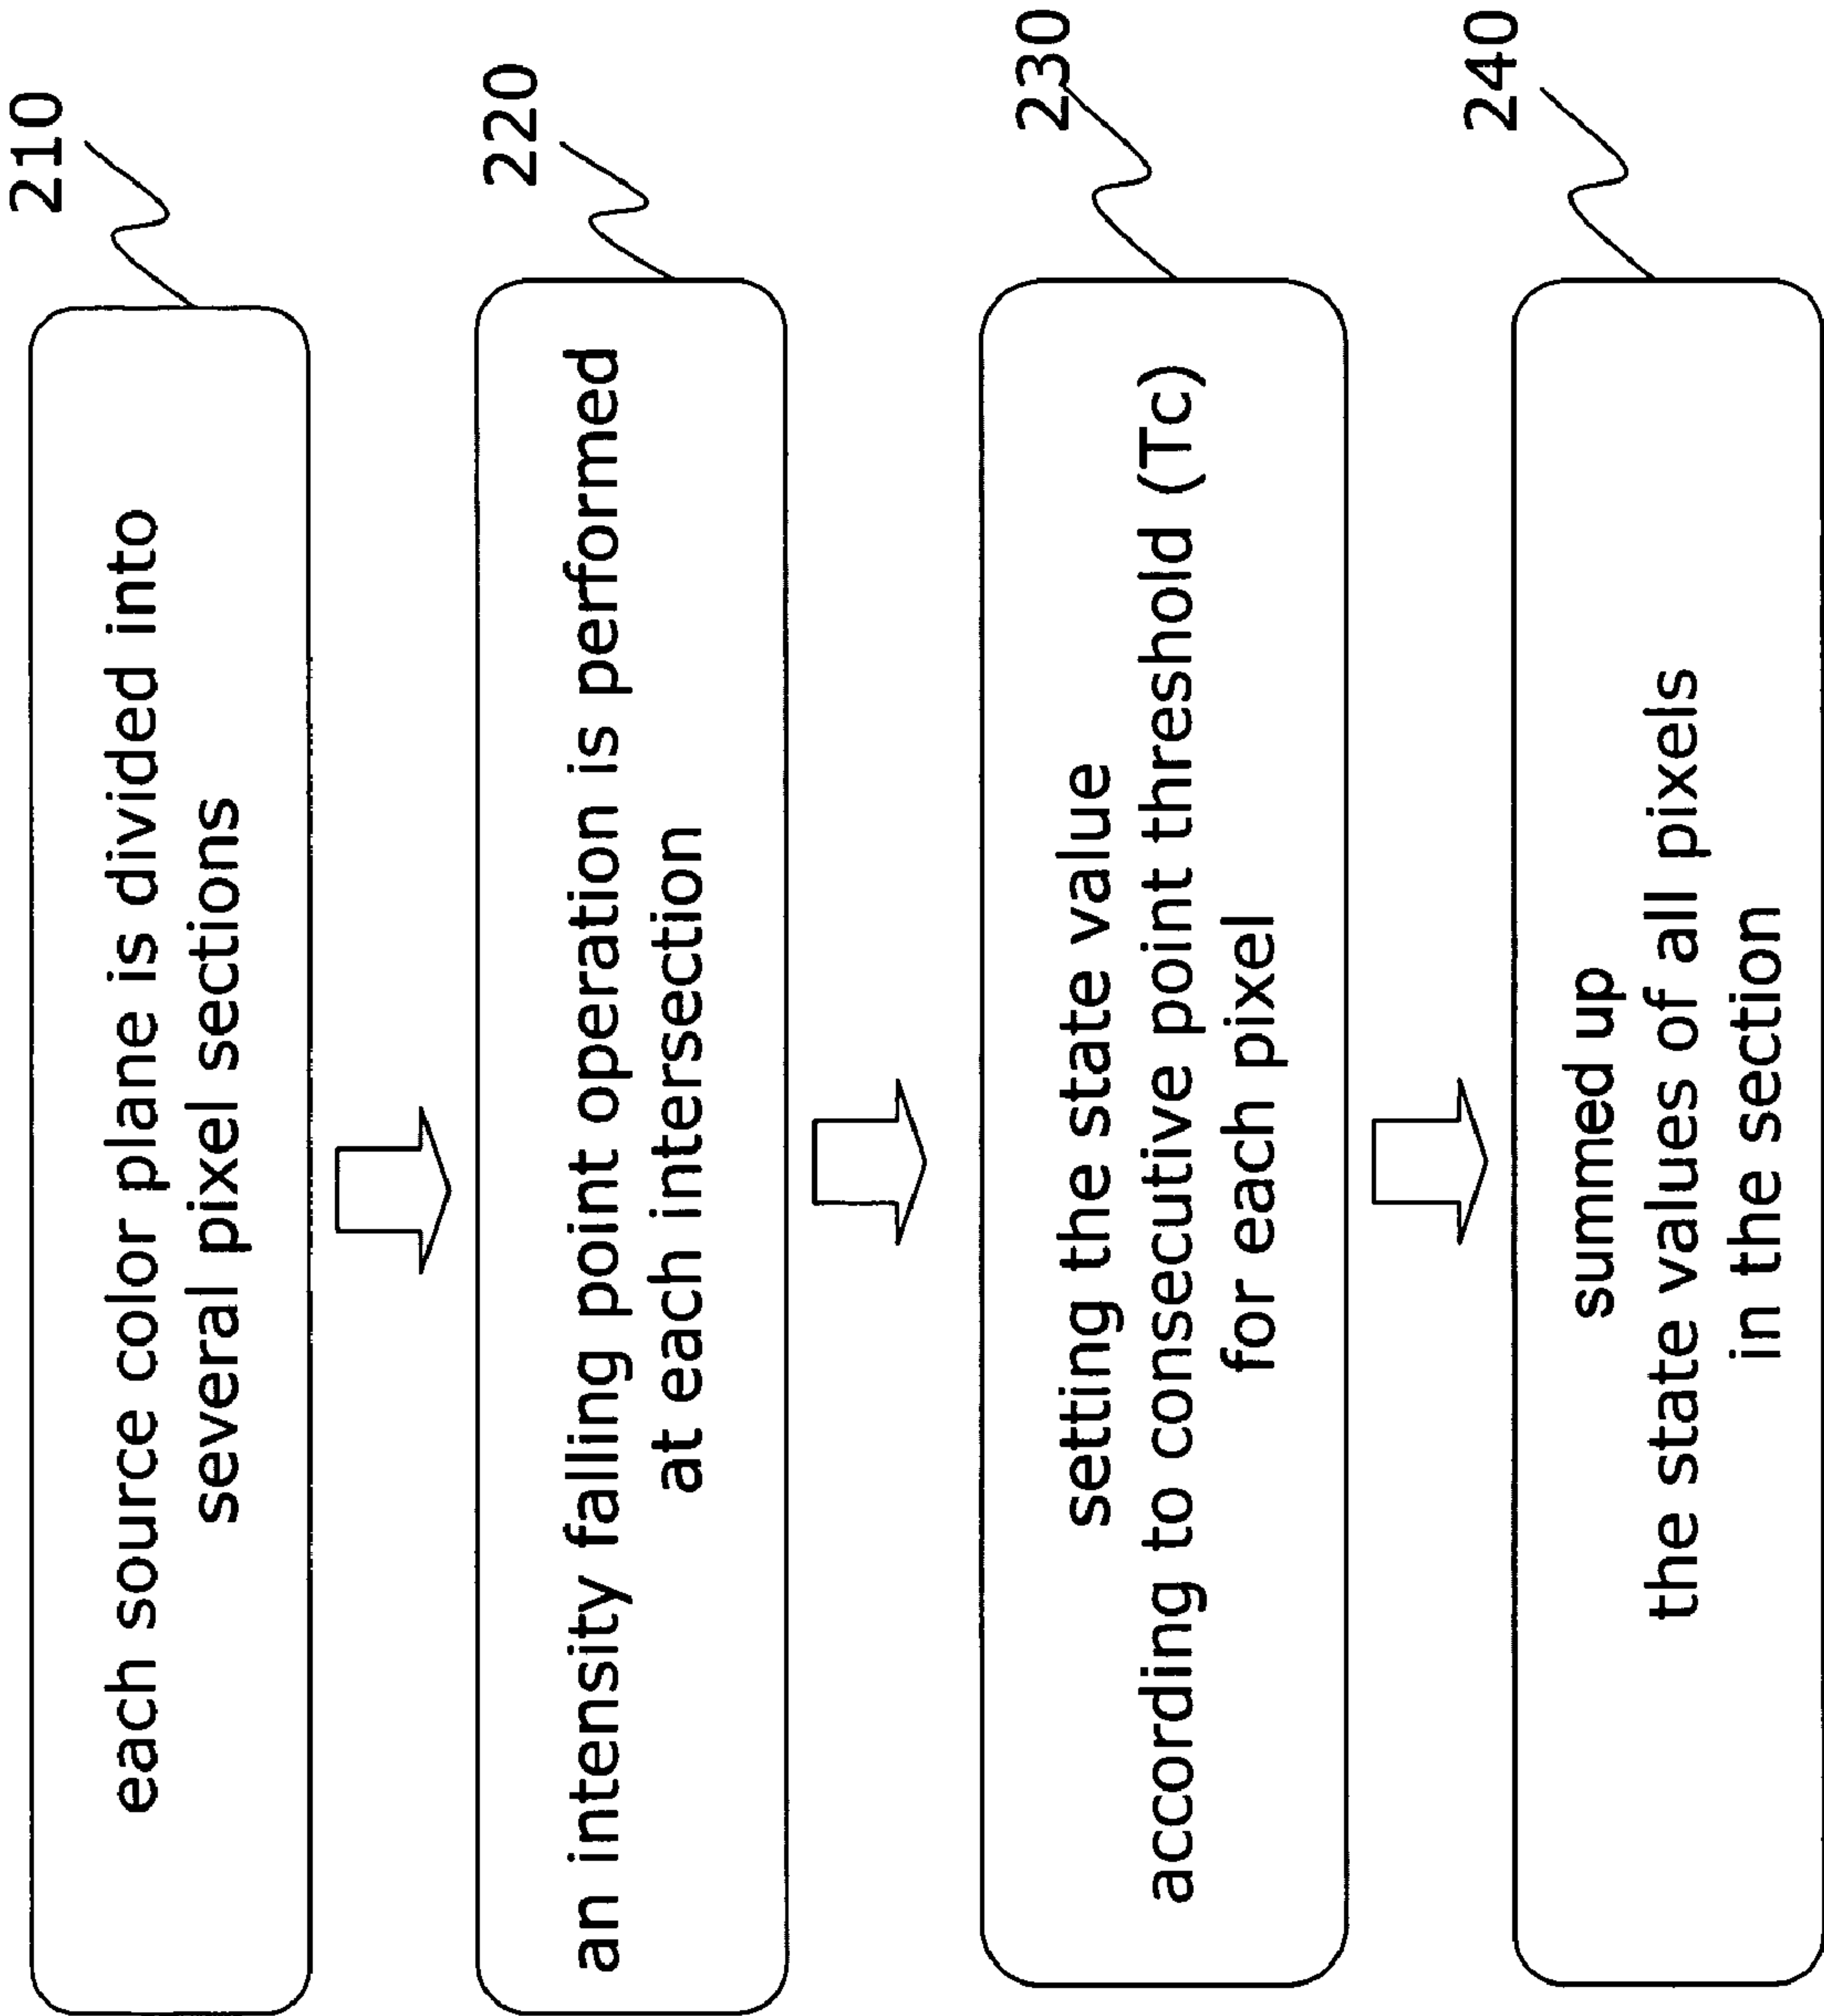 210
each source color plane is divided into
several pixel sections
220
an intensity falling point operation is performed
at each intersection
230
setting the state value
according to consecutive point threshold (Tc)
for each pixel
240
summed up
the state values of all pixels
in the section